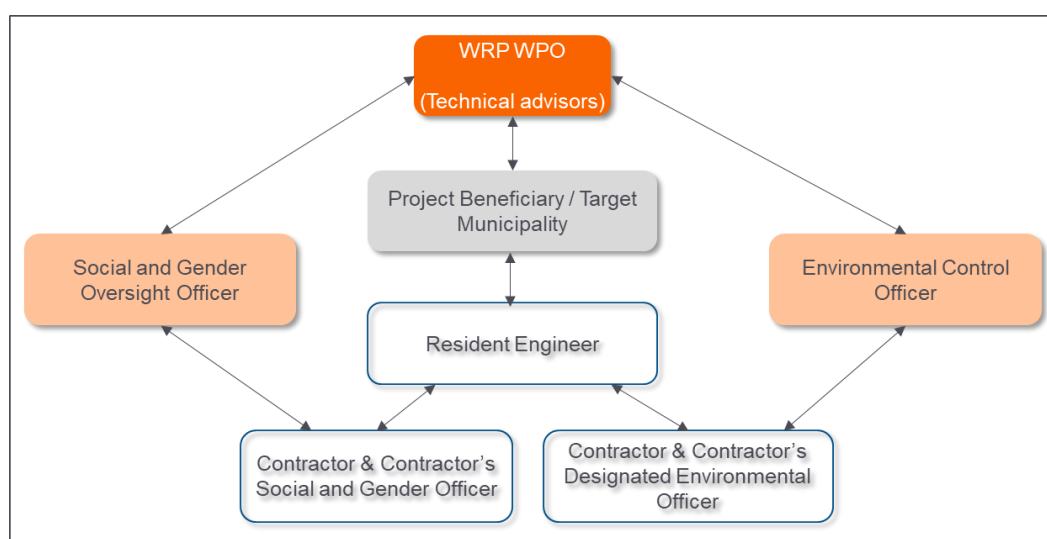 WRP WPO
(Technical advisors)
Project Beneficiary / Target
Municipality
Social and Gender
Oversight Officer
Environmental Control
Officer
Resident Engineer
Contractor & Contractor’s
Social and Gender Officer
Contractor & Contractor’s
Designated Environmental
Officer